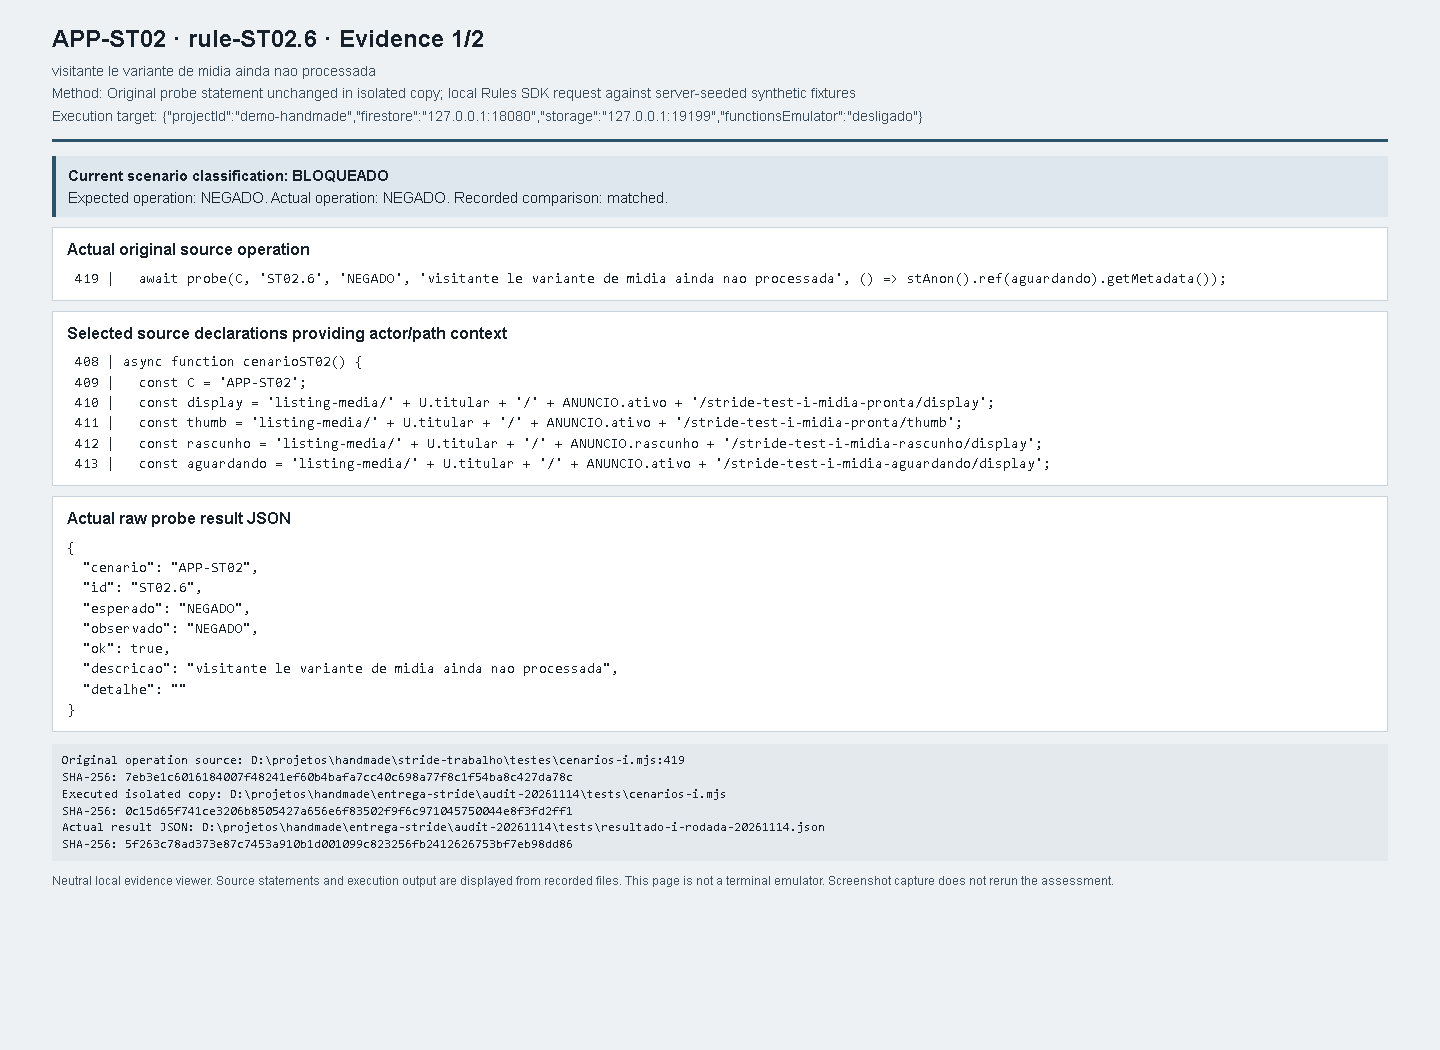 APP-ST02 · rule-ST02.6 · Evidence 1/2
visitante le variante de midia ainda nao processada
Method: Original probe statement unchanged in isolated copy; local Rules SDK request against server-seeded synthetic fixtures
Execution target: {"projectId":"demo-handmade","firestore":"127.0.0.1:18080","storage":"127.0.0.1:19199","functionsEmulator":"desligado"}
Current scenario classification: BLOQUEADO
Expected operation: NEGADO. Actual operation: NEGADO. Recorded comparison: matched.
Actual original source operation
419 |   await probe(C, 'ST02.6', 'NEGADO', 'visitante le variante de midia ainda nao processada', () => stAnon().ref(aguardando).getMetadata());
Selected source declarations providing actor/path context
408 | async function cenarioST02() {
409 |   const C = 'APP-ST02';
410 |   const display = 'listing-media/' + U.titular + '/' + ANUNCIO.ativo + '/stride-test-i-midia-pronta/display';
411 |   const thumb = 'listing-media/' + U.titular + '/' + ANUNCIO.ativo + '/stride-test-i-midia-pronta/thumb';
412 |   const rascunho = 'listing-media/' + U.titular + '/' + ANUNCIO.rascunho + '/stride-test-i-midia-rascunho/display';
413 |   const aguardando = 'listing-media/' + U.titular + '/' + ANUNCIO.ativo + '/stride-test-i-midia-aguardando/display';
Actual raw probe result JSON
{
  "cenario": "APP-ST02",
  "id": "ST02.6",
  "esperado": "NEGADO",
  "observado": "NEGADO",
  "ok": true,
  "descricao": "visitante le variante de midia ainda nao processada",
  "detalhe": ""
}
Original operation source: D:\projetos\handmade\stride-trabalho\testes\cenarios-i.mjs:419
SHA-256: 7eb3e1c6016184007f48241ef60b4bafa7cc40c698a77f8c1f54ba8c427da78c
Executed isolated copy: D:\projetos\handmade\entrega-stride\audit-20261114\tests\cenarios-i.mjs
SHA-256: 0c15d65f741ce3206b8505427a656e6f83502f9f6c971045750044e8f3fd2ff1
Actual result JSON: D:\projetos\handmade\entrega-stride\audit-20261114\tests\resultado-i-rodada-20261114.json
SHA-256: 5f263c78ad373e87c7453a910b1d001099c823256fb2412626753bf7eb98dd86
Neutral local evidence viewer. Source statements and execution output are displayed from recorded files. This page is not a terminal emulator. Screenshot capture does not rerun the assessment.